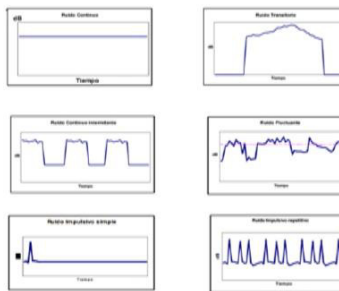 Ruido Continuo
dB
Tiempo
Ruido Transitorio
dB
Tiempo
Ruido Continuo Intermitente
dB
Tiempo
Ruido Fluctuante
dB
Tiempo
Ruido Impulsivo simple
Tiempo
Ruido Impulsivo repetitivo
dB
Tiempo